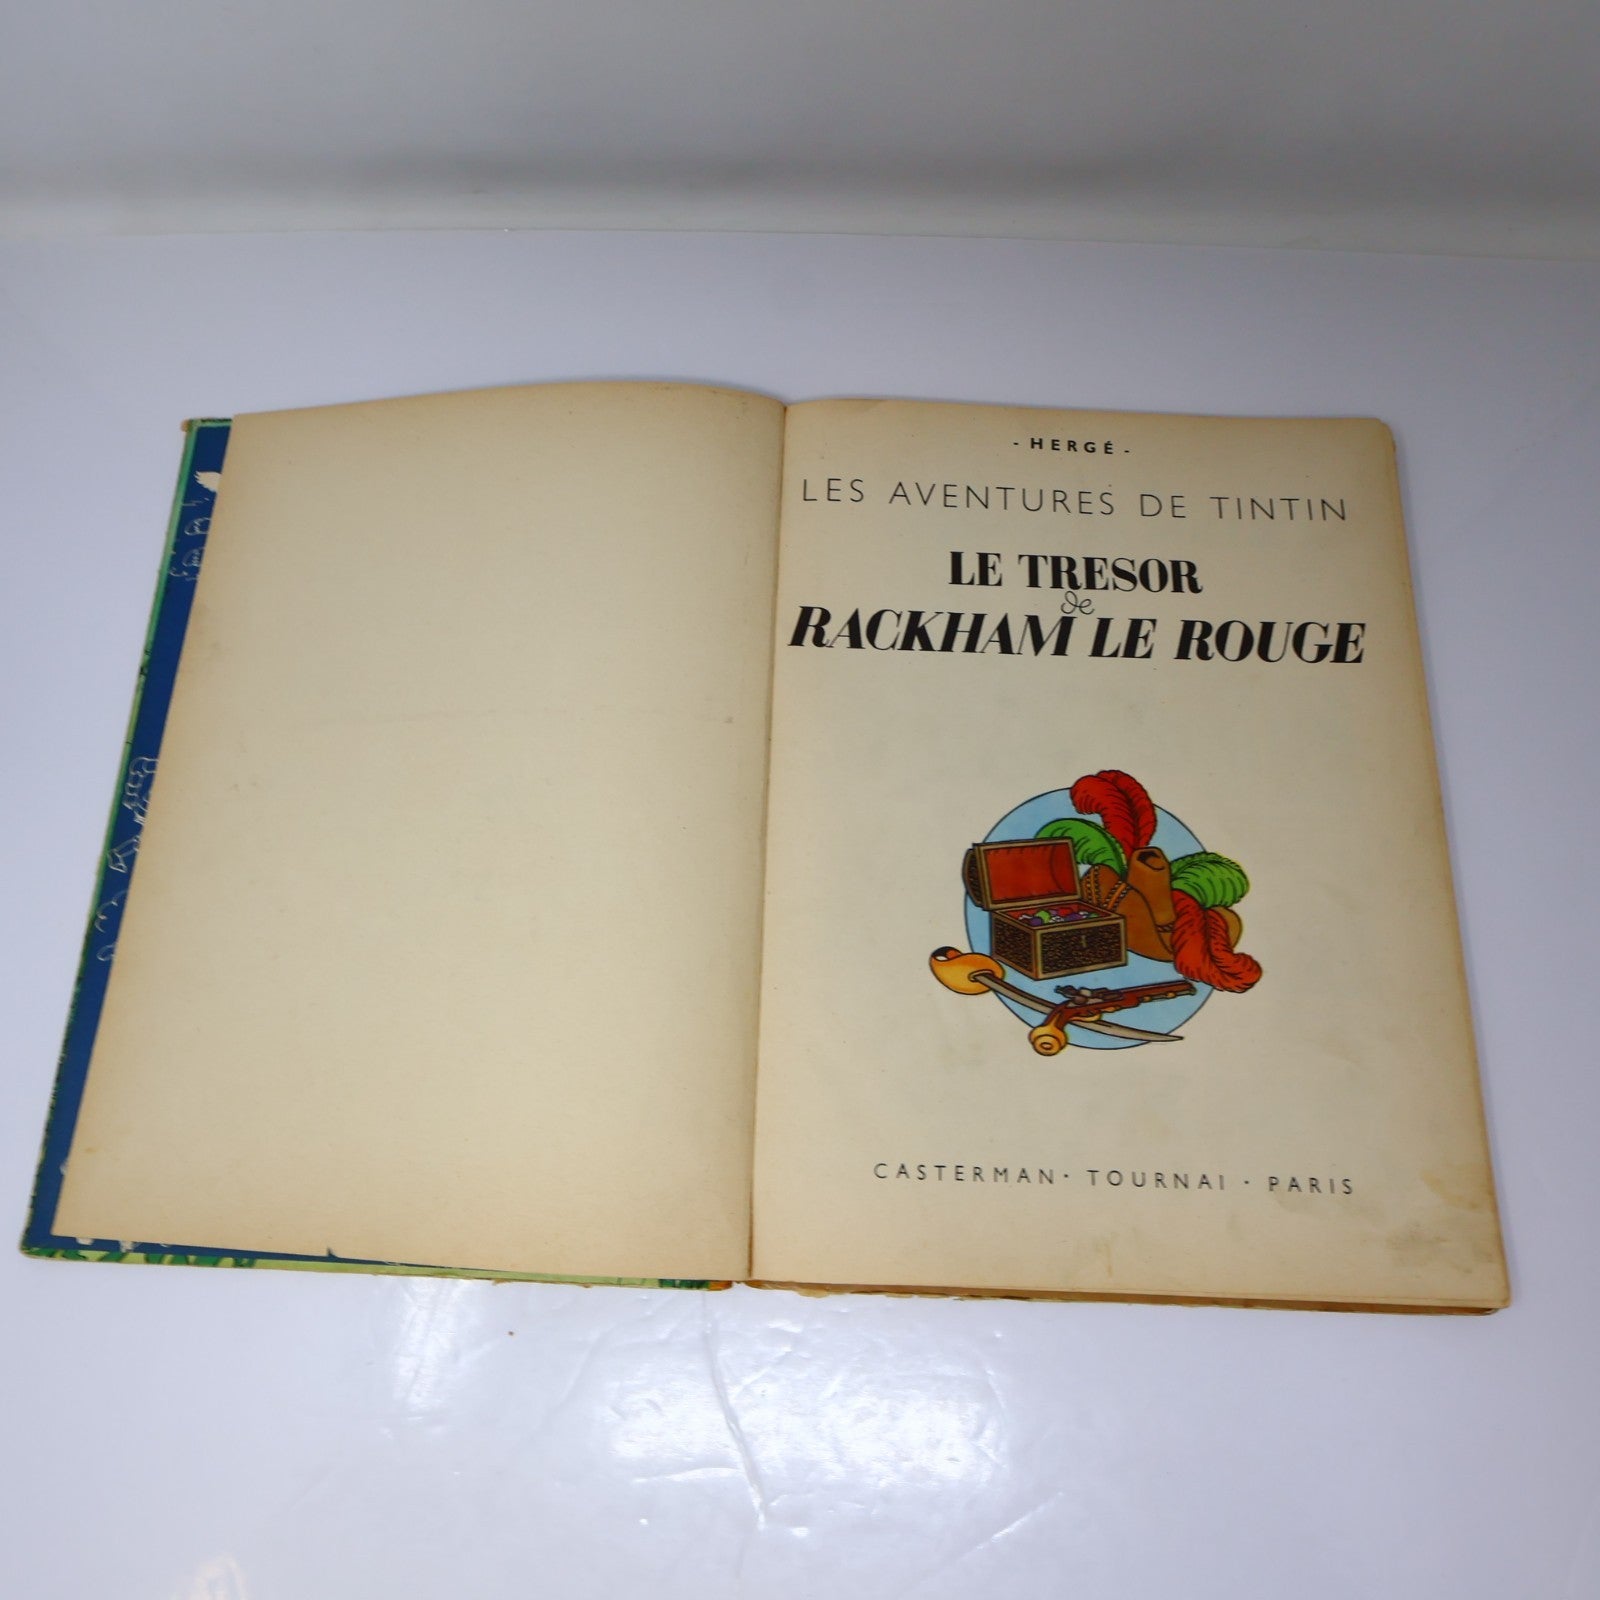 - HERGÉ -
LES AVENTURES DE TINTIN
LE TRESOR
de
RACKHAM LE ROUGE
CASTERMAN · TOURNAI · PARIS